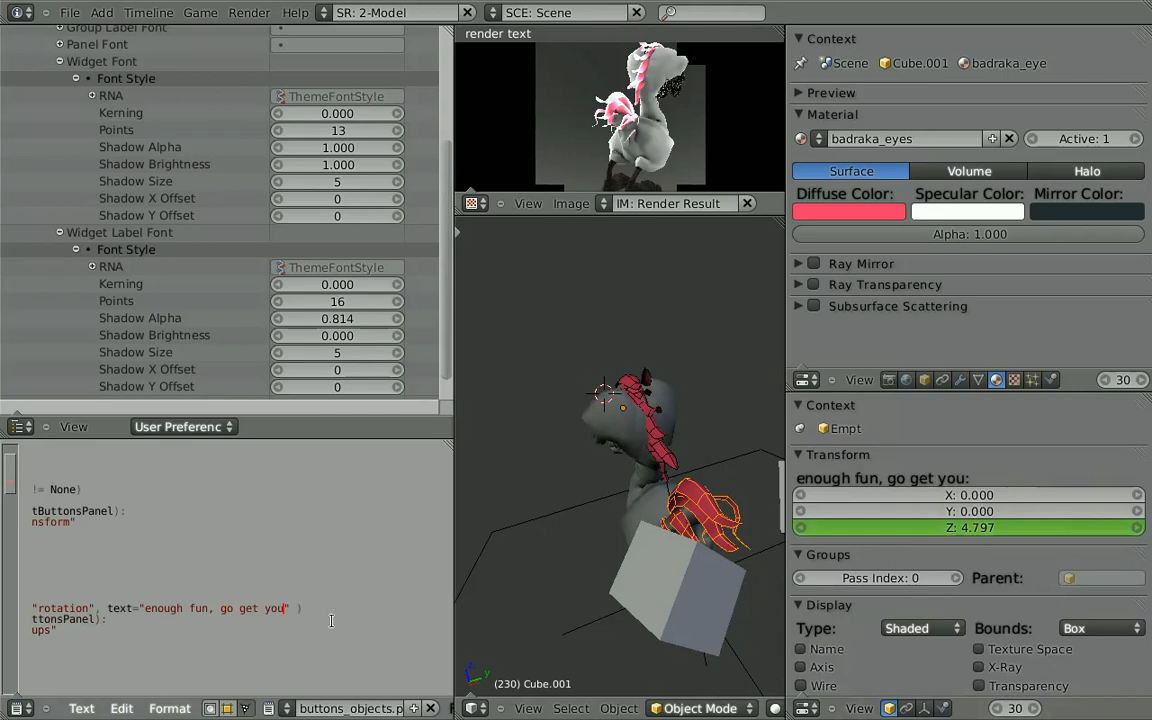 File Add Timeline Game Render Help SR: 2-Model SCE: Scene
Group Label Font
Panel Font
Widget Font
Font Style
RNA ThemeFontStyle
Kerning 0.000
Points 13
Shadow Alpha 1.000
Shadow Brightness 1.000
Shadow Size 5
Shadow X Offset 0
Shadow Y Offset 0
Widget Label Font
Font Style
RNA ThemeFontStyle
Kerning 0.000
Points 16
Shadow Alpha 0.814
Shadow Brightness 0.000
Shadow Size 5
Shadow X Offset 0
Shadow Y Offset 0
View User Preferenc
!= None)
tButtonsPanel):
nsform"
"rotation", text="enough fun, go get you" )
ttonsPanel):
ups"
Text Edit Format buttons_objects.p F
render text
View Image IM: Render Result
z y
(230) Cube.001
View Select Object Object Mode
Context
Scene Cube.001 badraka_eye
Preview
Material
badraka_eyes Active: 1
Surface Volume Halo
Diffuse Color: Specular Color: Mirror Color:
Alpha: 1.000
Ray Mirror
Ray Transparency
Subsurface Scattering
View 30
Context
Empt
Transform
enough fun, go get you:
X: 0.000
Y: 0.000
Z: 4.797
Groups
Pass Index: 0 Parent:
Display
Type: Shaded Bounds: Box
Name Texture Space
Axis X-Ray
Wire Transparency
View 30